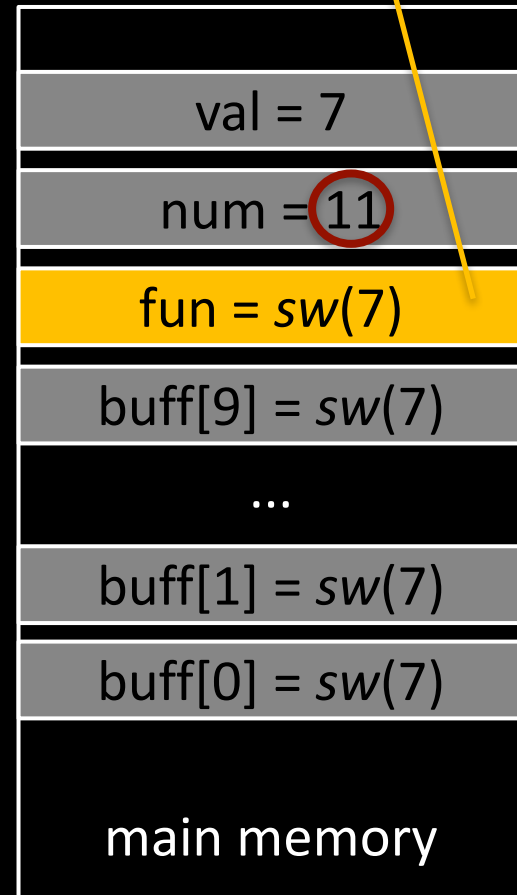 val = 7
num = 11
fun = sw(7)
buff[9] = sw(7)
...
buff[1] = sw(7)
buff[0] = sw(7)
main memory